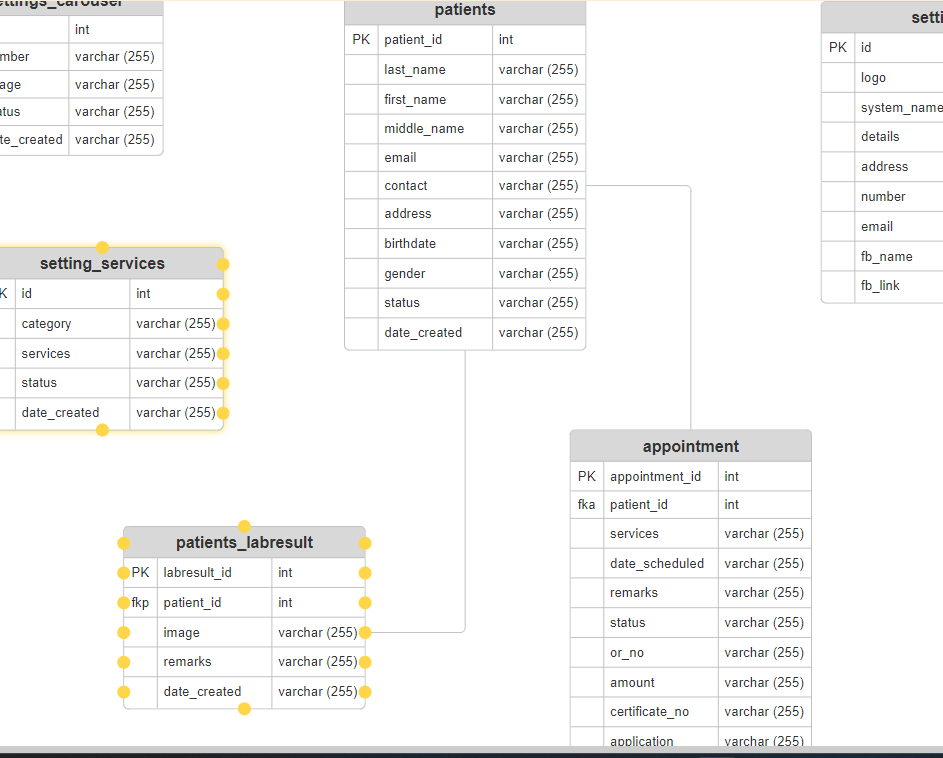 settings_carousel
int
mber varchar (255)
age varchar (255)
atus varchar (255)
te_created varchar (255)
patients
PK patient_id int
last_name varchar (255)
first_name varchar (255)
middle_name varchar (255)
email varchar (255)
contact varchar (255)
address varchar (255)
birthdate varchar (255)
gender varchar (255)
status varchar (255)
date_created varchar (255)
setti
PK id
logo
system_name
details
address
number
email
fb_name
fb_link
setting_services
K id int
category varchar (255)
services varchar (255)
status varchar (255)
date_created varchar (255)
patients_labresult
PK labresult_id int
fkp patient_id int
image varchar (255)
remarks varchar (255)
date_created varchar (255)
appointment
PK appointment_id int
fka patient_id int
services varchar (255)
date_scheduled varchar (255)
remarks varchar (255)
status varchar (255)
or_no varchar (255)
amount varchar (255)
certificate_no varchar (255)
application varchar (255)